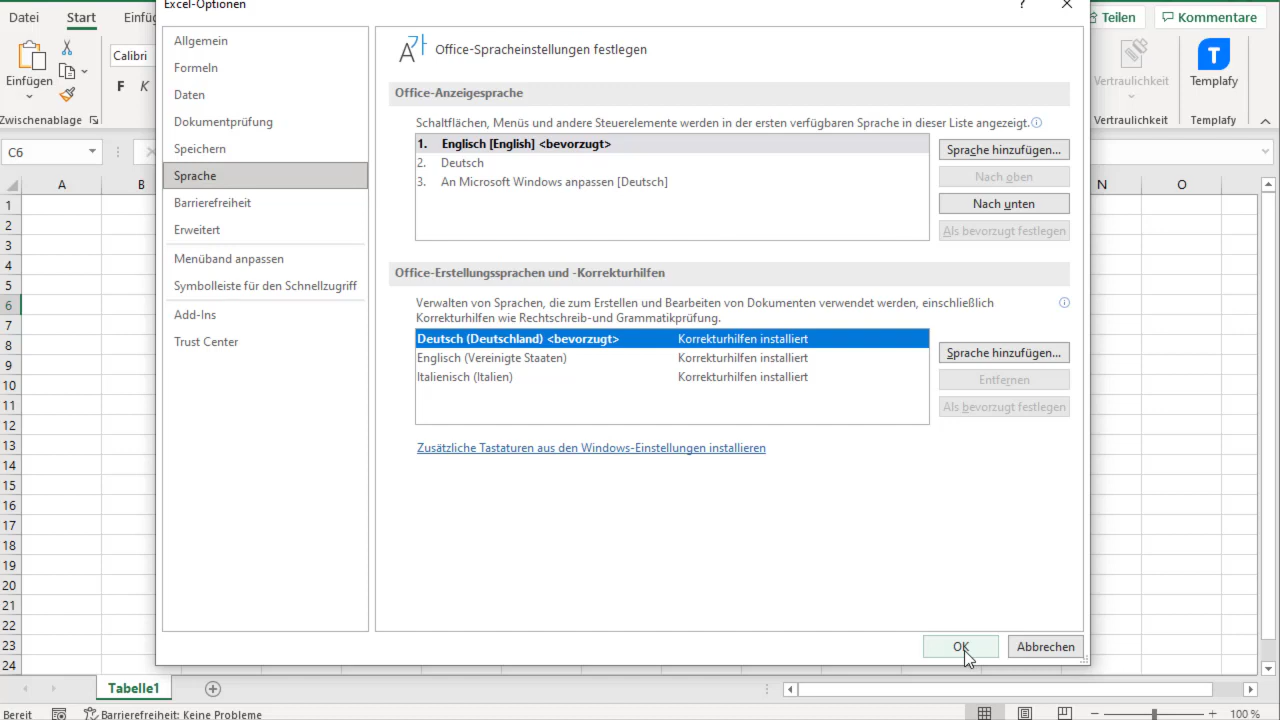 Excel-Optionen
?
Datei
Start
Einfü
Teilen
Kommentare
Einfügen
Calibri
F K
Zwischenablage
Vertraulichkeit
Vertraulichkeit
Templafy
Templafy
C6
A
B
N
O
1
2
3
4
5
6
7
8
9
10
11
12
13
14
15
16
17
18
19
20
21
22
23
24
Allgemein
Formeln
Daten
Dokumentprüfung
Speichern
Sprache
Barrierefreiheit
Erweitert
Menüband anpassen
Symbolleiste für den Schnellzugriff
Add-Ins
Trust Center
Office-Spracheinstellungen festlegen
Office-Anzeigesprache
Schaltflächen, Menüs und andere Steuerelemente werden in der ersten verfügbaren Sprache in dieser Liste angezeigt.
1. Englisch [English] <bevorzugt>
2. Deutsch
3. An Microsoft Windows anpassen [Deutsch]
Sprache hinzufügen...
Nach oben
Nach unten
Als bevorzugt festlegen
Office-Erstellungssprachen und -Korrekturhilfen
Verwalten von Sprachen, die zum Erstellen und Bearbeiten von Dokumenten verwendet werden, einschließlich
Korrekturhilfen wie Rechtschreib-und Grammatikprüfung.
Deutsch (Deutschland) <bevorzugt> Korrekturhilfen installiert
Englisch (Vereinigte Staaten) Korrekturhilfen installiert
Italienisch (Italien) Korrekturhilfen installiert
Sprache hinzufügen...
Entfernen
Als bevorzugt festlegen
Zusätzliche Tastaturen aus den Windows-Einstellungen installieren
OK
Abbrechen
Tabelle1
Bereit
Barrierefreiheit: Keine Probleme
100 %